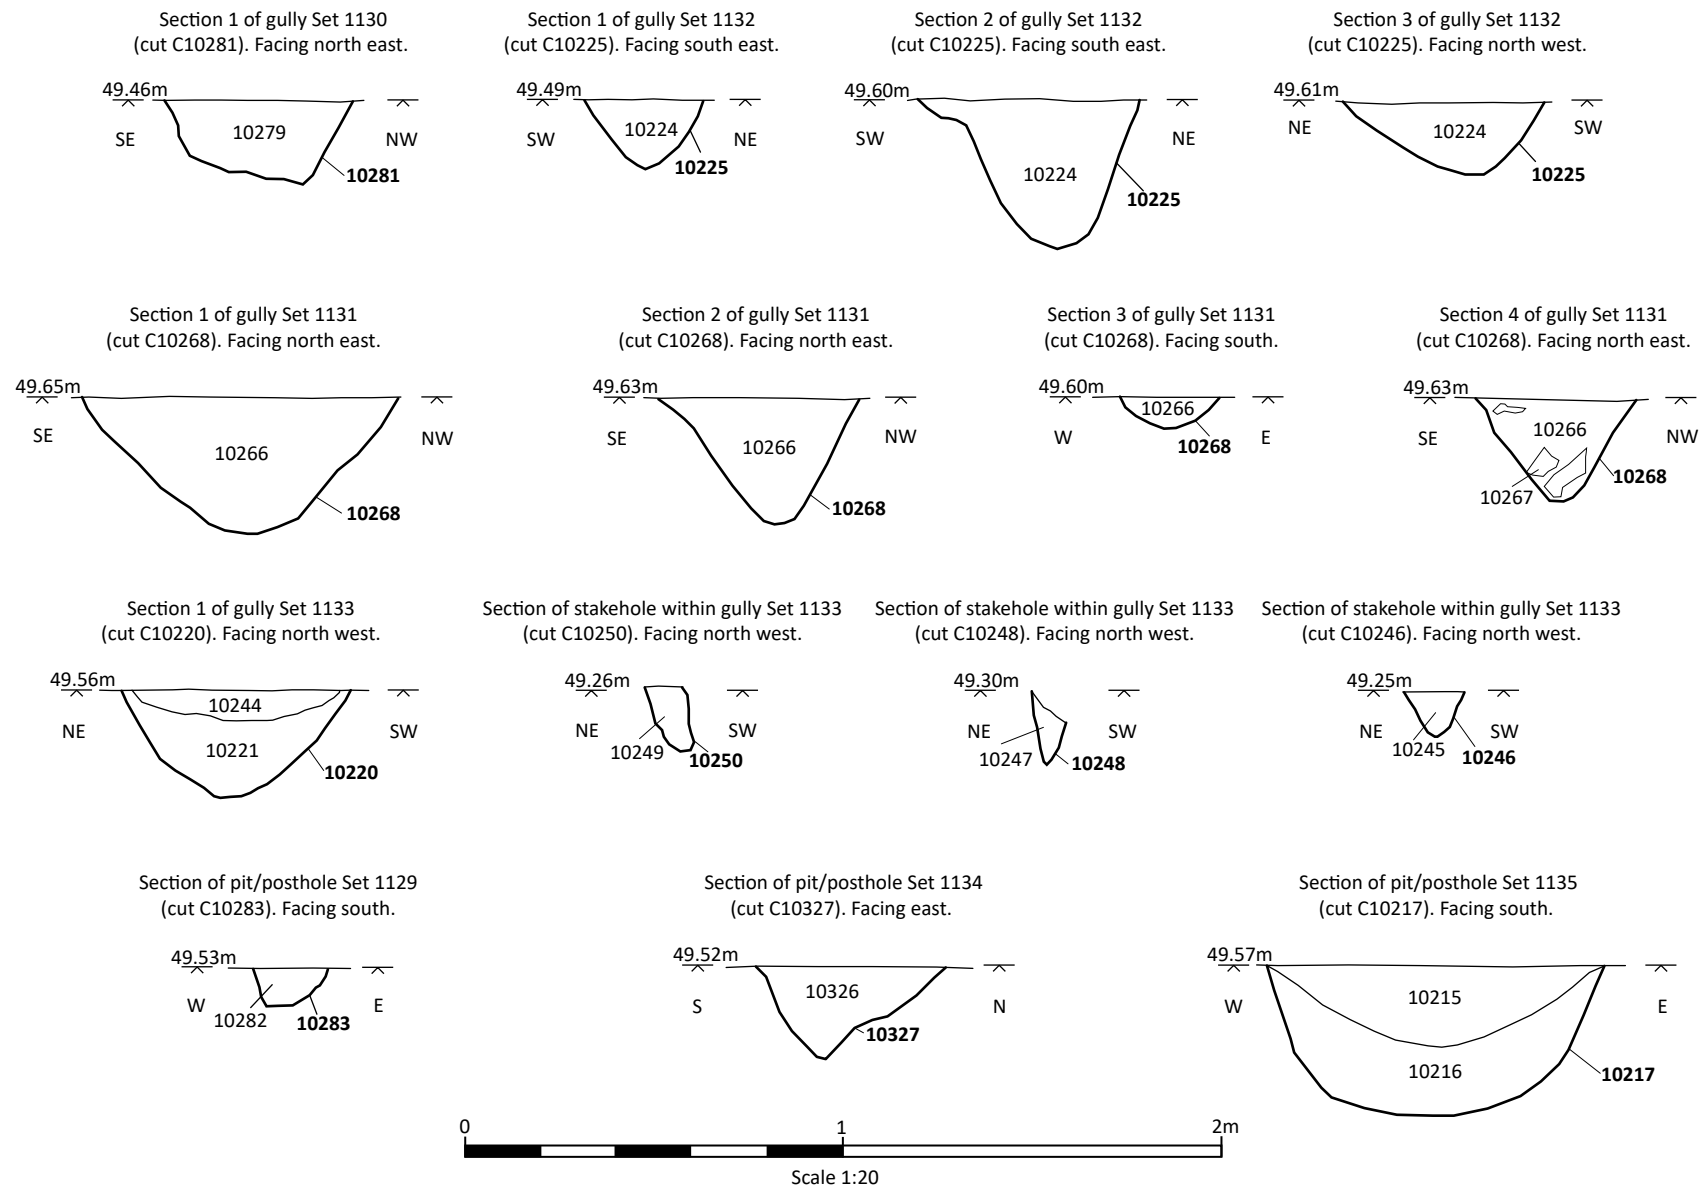 Section 1 of gully Set 1130
(cut C10281). Facing north east.
49.46m
SE
10279
NW
10281
Section 1 of gully Set 1132
(cut C10225). Facing south east.
49.49m
SW
10224
NE
10225
Section 2 of gully Set 1132
(cut C10225). Facing south east.
49.60m
SW
10224
NE
10225
Section 3 of gully Set 1132
(cut C10225). Facing north west.
49.61m
NE
10224
SW
10225
Section 1 of gully Set 1131
(cut C10268). Facing north east.
49.65m
SE
10266
NW
10268
Section 2 of gully Set 1131
(cut C10268). Facing north east.
49.63m
SE
10266
NW
10268
Section 3 of gully Set 1131
(cut C10268). Facing south.
49.60m
W
10266
10268
E
Section 4 of gully Set 1131
(cut C10268). Facing north east.
49.63m
SE
10266
NW
10267
10268
Section 1 of gully Set 1133
(cut C10220). Facing north west.
49.56m
NE
10244
SW
10221
10220
Section of stakehole within gully Set 1133
(cut C10250). Facing north west.
49.26m
NE
SW
10249
10250
Section of stakehole within gully Set 1133
(cut C10248). Facing north west.
49.30m
NE
SW
10247
10248
Section of stakehole within gully Set 1133
(cut C10246). Facing north west.
49.25m
NE
SW
10245
10246
Section of pit/posthole Set 1129
(cut C10283). Facing south.
49.53m
W
E
10282
10283
Section of pit/posthole Set 1134
(cut C10327). Facing east.
49.52m
S
10326
N
10327
Section of pit/posthole Set 1135
(cut C10217). Facing south.
49.57m
W
10215
E
10216
10217
0
1
2m
Scale 1:20